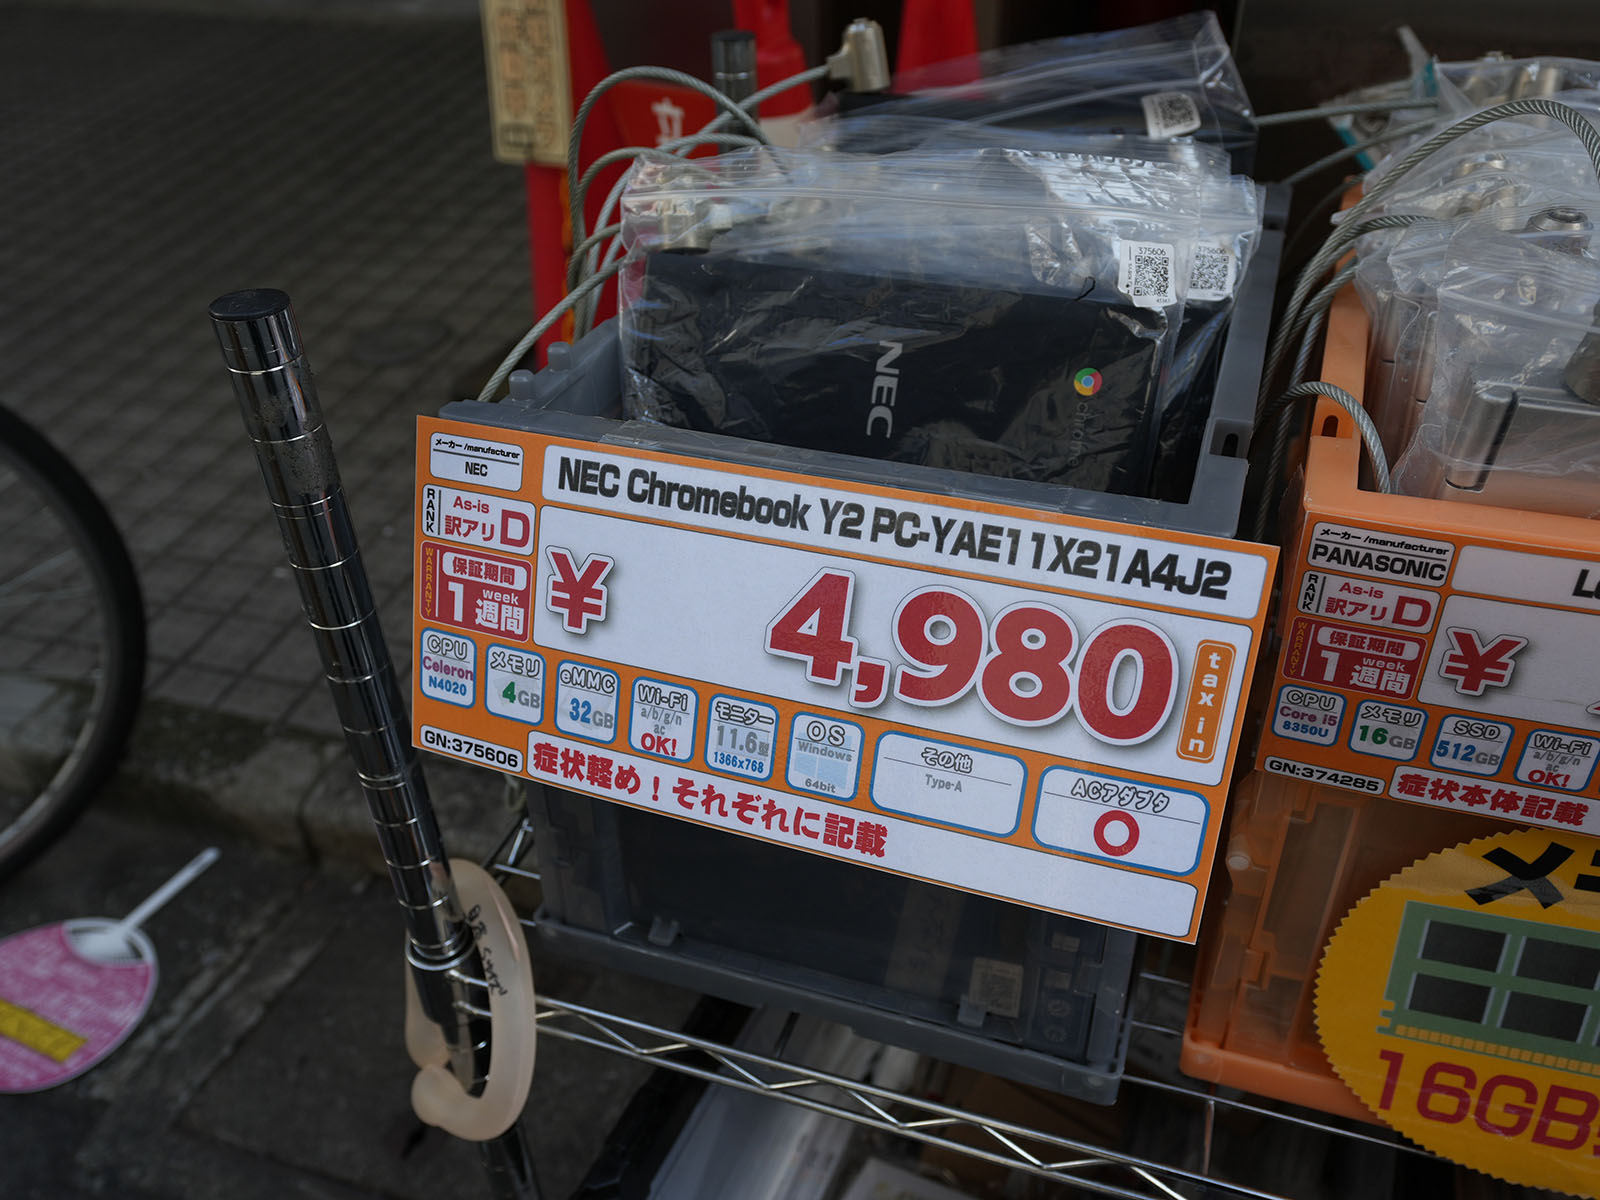 375606
375606
NEC
chrome
メーカー/manufacturer
NEC
NEC Chromebook Y2 PC-YAE11X21A4J2
RANK
As-is
訳アリ D
WARRANTY
保証期間
1 week 週間
¥ 4,980
tax in
CPU
Celeron
N4020
メモリ
4GB
eMMC
32GB
Wi-Fi
a/b/g/n
ac
OK!
モニター
11.6型
1366x768
OS
Windows
64bit
その他
Type-A
ACアダプタ
○
GN:375606
症状軽め！それぞれに記載
メーカー/manufacturer
PANASONIC
Le
RANK
As-is
訳アリ D
WARRANTY
保証期間
1 week 週間
¥
CPU
Core i5
8350U
メモリ
16GB
SSD
512GB
Wi-Fi
a/b/g/n
ac
OK!
GN:374285
症状本体記載
メモ
16GB